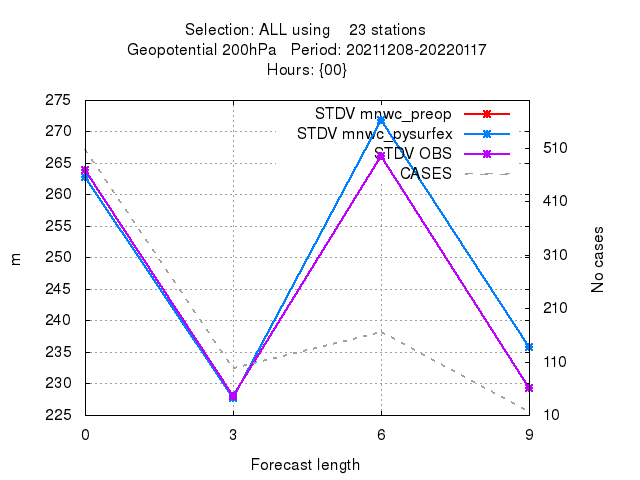 Selection: ALL using    23 stations
Geopotential 200hPa   Period: 20211208-20220117
Hours: {00}
275
270
265
260
255
250
245
240
235
230
225
m
STDV mnwc_preop
STDV mnwc_pysurfex
STDV OBS
CASES
510
410
310
210
110
10
No cases
0
3
6
9
Forecast length